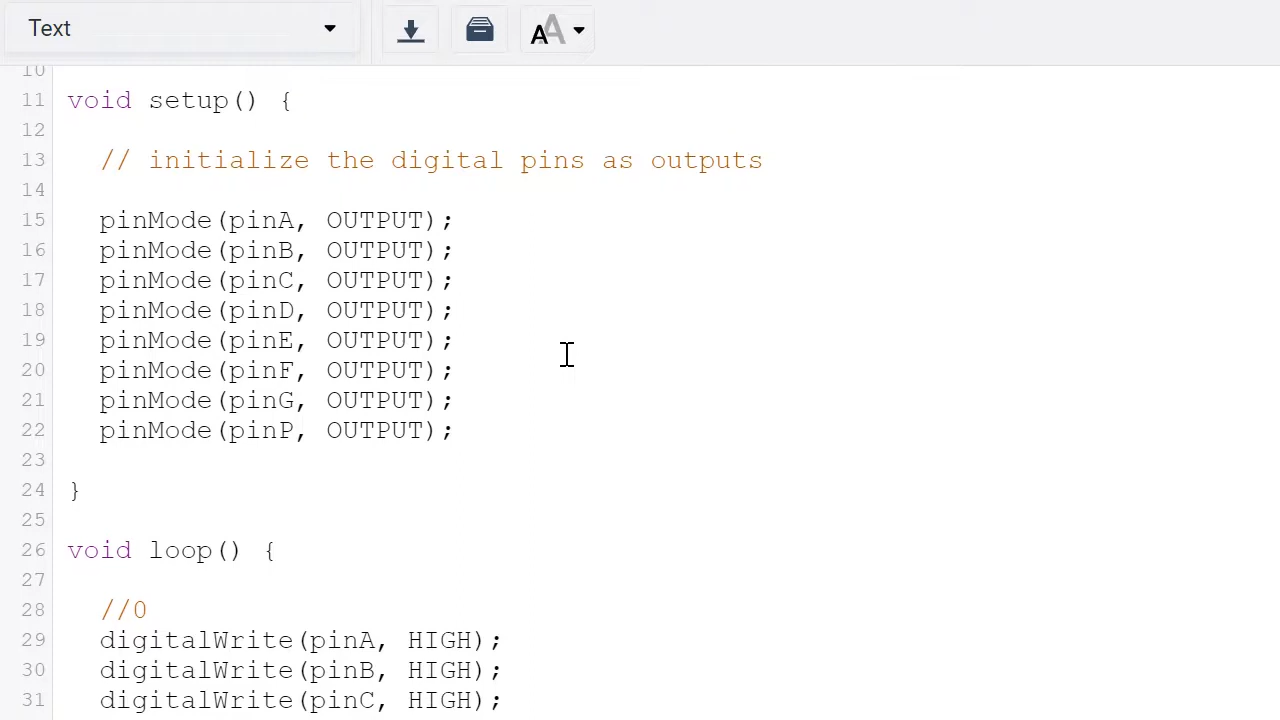 Text
10
11 void setup() {
12
13 // initialize the digital pins as outputs
14
15 pinMode(pinA, OUTPUT);
16 pinMode(pinB, OUTPUT);
17 pinMode(pinC, OUTPUT);
18 pinMode(pinD, OUTPUT);
19 pinMode(pinE, OUTPUT);
20 pinMode(pinF, OUTPUT);
21 pinMode(pinG, OUTPUT);
22 pinMode(pinP, OUTPUT);
23
24 }
25
26 void loop() {
27
28 //0
29 digitalWrite(pinA, HIGH);
30 digitalWrite(pinB, HIGH);
31 digitalWrite(pinC, HIGH);